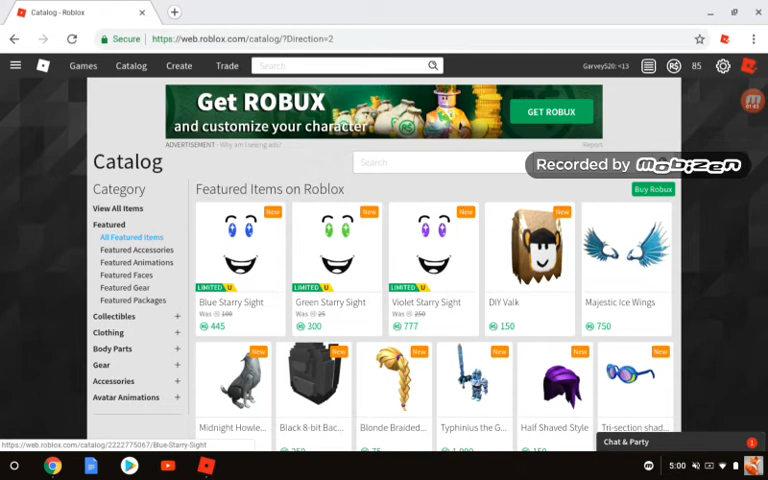 Catalog - Roblox
Secure
https://web.roblox.com/catalog/?Direction=2
Games
Catalog
Create
Trade
Search
Garvey520: <13
R$
85
Get ROBUX
and customize your character
GET ROBUX
ADVERTISEMENT - Why am I seeing ads?
Report
Catalog
Search...
Recorded by mobizen
Category
Featured Items on Roblox
Buy Robux
View All Items
Featured
All Featured Items
Featured Accessories
Featured Animations
Featured Faces
Featured Gear
Featured Packages
Collectibles +
Clothing +
Body Parts +
Gear +
Accessories +
Avatar Animations +
New
New
New
New
LIMITED U
LIMITED U
LIMITED U
Blue Starry Sight
Green Starry Sight
Violet Starry Sight
DIY Valk
Majestic Ice Wings
Was 100
Was 25
Was 250
445
300
777
150
750
New
New
New
New
New
New
Midnight Howle...
Black 8-bit Bac...
Blonde Braided...
Typhinius the G...
Half Shaved Style
Tri-section shad...
https://web.roblox.com/catalog/2222775067/Blue-Starry-Sight
Chat & Party
1
5:00